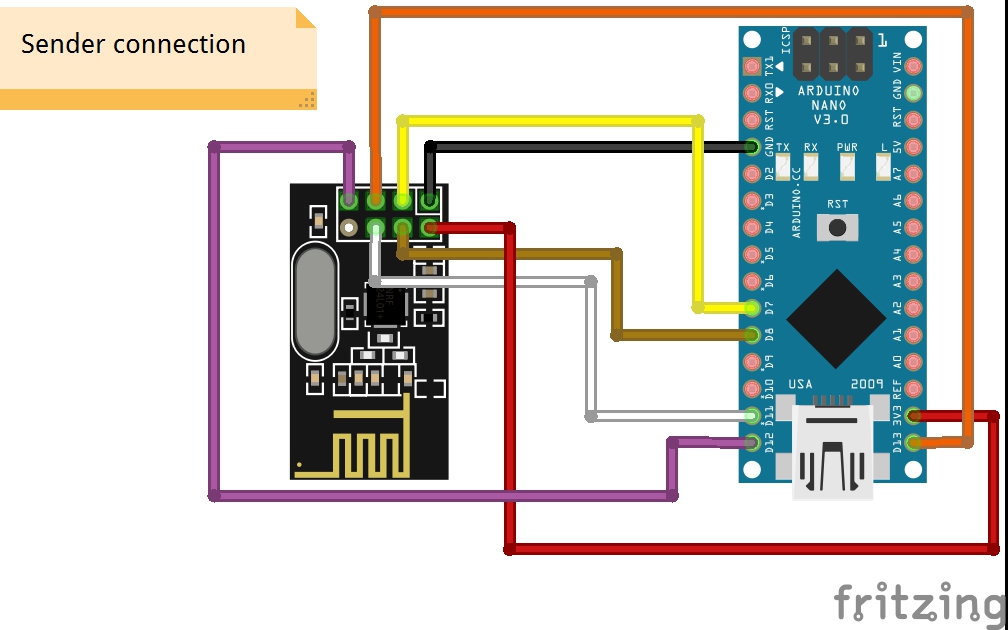 Sender connection
ICSP
1
TX1
RX0
RST
GND
D2
D3
D4
D5
D6
D7
D8
D9
D10
D11
D12
ARDUINO
NANO
V3.0
TX RX PWR L
RST
ARDUINO.CC
USA 2009
VIN
GND
RST
5V
A7
A6
A5
A4
A3
A2
A1
A0
REF
3V3
D13
fritzing